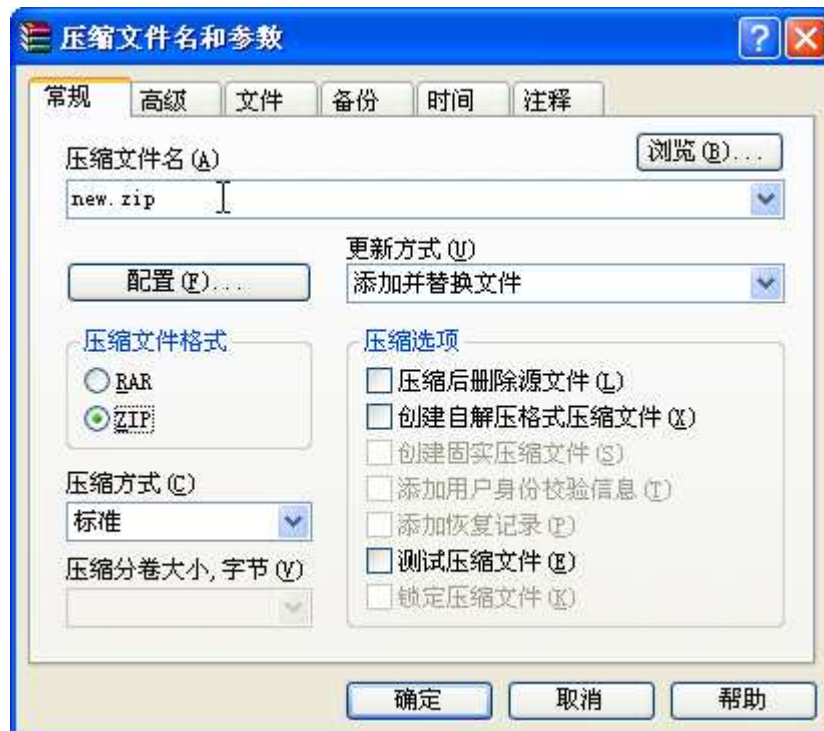 压缩文件名和参数
常规 高级 文件 备份 时间 注释
压缩文件名(A) 浏览(B)...
new.zip
更新方式(U)
配置(F)... 添加并替换文件
压缩文件格式 压缩选项
RAR 压缩后删除源文件(L)
ZIP 创建自解压格式压缩文件(X)
创建固实压缩文件(S)
压缩方式(C) 添加用户身份校验信息(T)
标准 添加恢复记录(P)
压缩分卷大小,字节(V) 测试压缩文件(E)
锁定压缩文件(K)
确定 取消 帮助